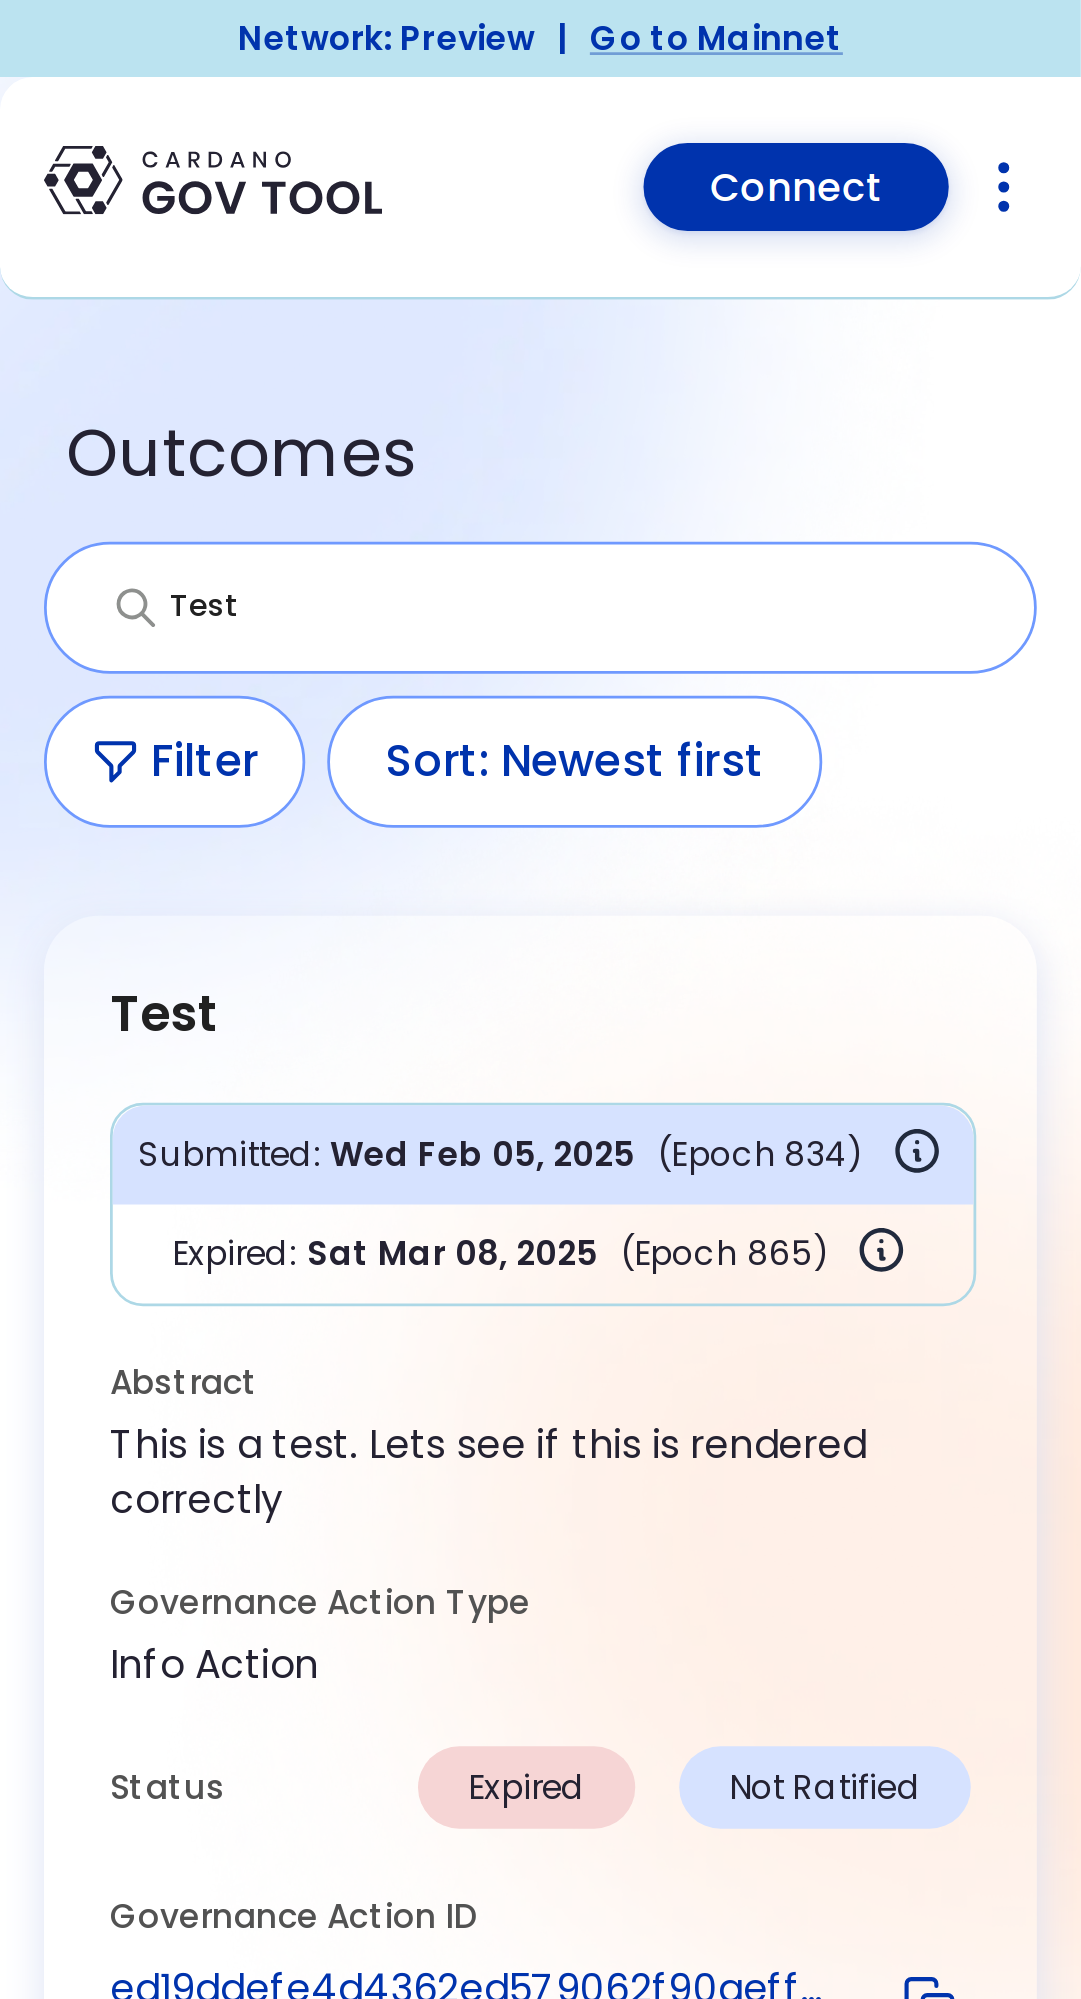 Network: Preview | Go to Mainnet
CARDANO
GOV TOOL
Connect
Outcomes
Test
Filter
Sort: Newest first
Test
Submitted: Wed Feb 05, 2025 (Epoch 834)
Expired: Sat Mar 08, 2025 (Epoch 865)
Abstract
This is a test. Lets see if this is rendered
correctly
Governance Action Type
Info Action
Status
Expired
Not Ratified
Governance Action ID
ed19ddefe4d4362ed579062f90aeff...